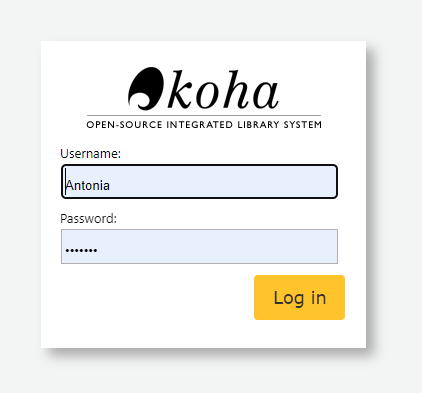 koha
OPEN-SOURCE INTEGRATED LIBRARY SYSTEM
Username:
Antonia
Password:
•••••••
Log in